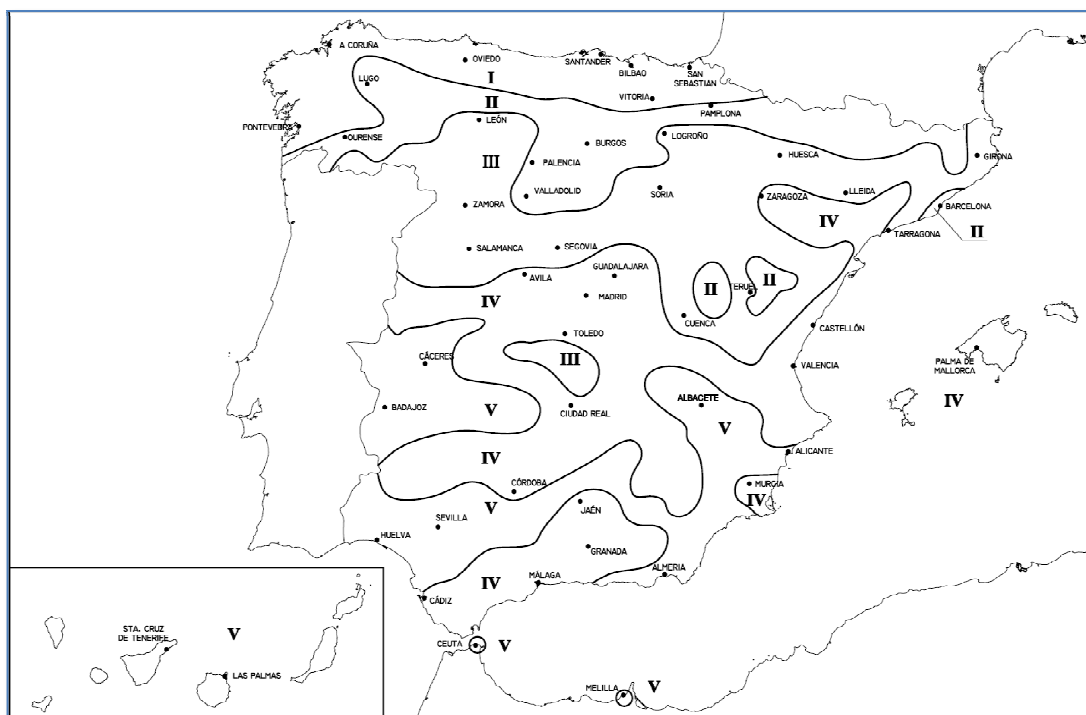 A CORUÑA
OVIEDO
SANTANDER
BILBAO
SAN
SEBASTIAN
LUGO
I
VITORIA
II
PAMPLONA
LEÓN
PONTEVEDRA
OURENSE
LOGROÑO
BURGOS
III
PALENCIA
HUESCA
GIRONA
VALLADOLID
SORIA
ZARAGOZA
LLEIDA
ZAMORA
BARCELONA
IV
TARRAGONA
II
SALAMANCA
SEGOVIA
AVILA
GUADALAJARA
II
II
TERUEL
IV
MADRID
CUENCA
CASTELLÓN
TOLEDO
CÁCERES
III
VALENCIA
PALMA DE
MALLORCA
IV
BADAJOZ
V
CIUDAD REAL
ALBACETE
V
IV
ALICANTE
CÓRDOBA
MURCIA
IV
V
JAÉN
SEVILLA
HUELVA
GRANADA
IV
MÁLAGA
ALMERIA
CÁDIZ
STA. CRUZ
DE TENERIFE
V
CEUTA
V
LAS PALMAS
MELILLA
V